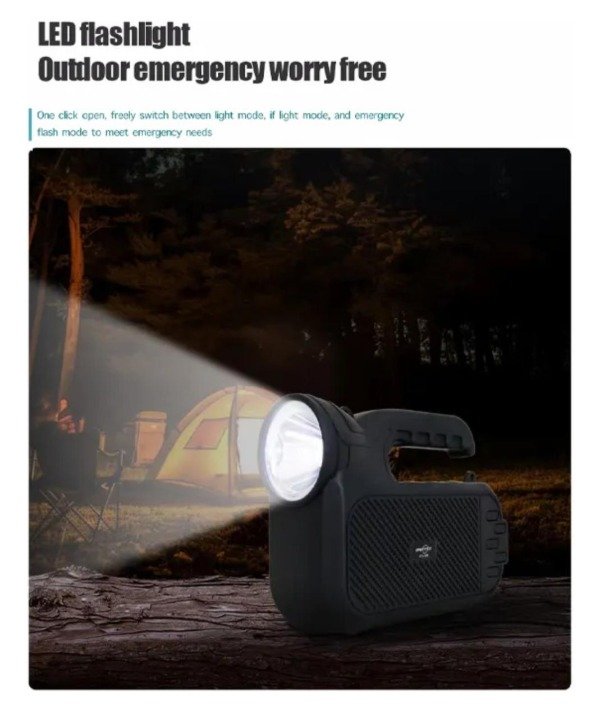 LED flashlight
Outdoor emergency worry free
One click open, freely switch between light mode, if light mode, and emergency
flash mode to meet emergency needs